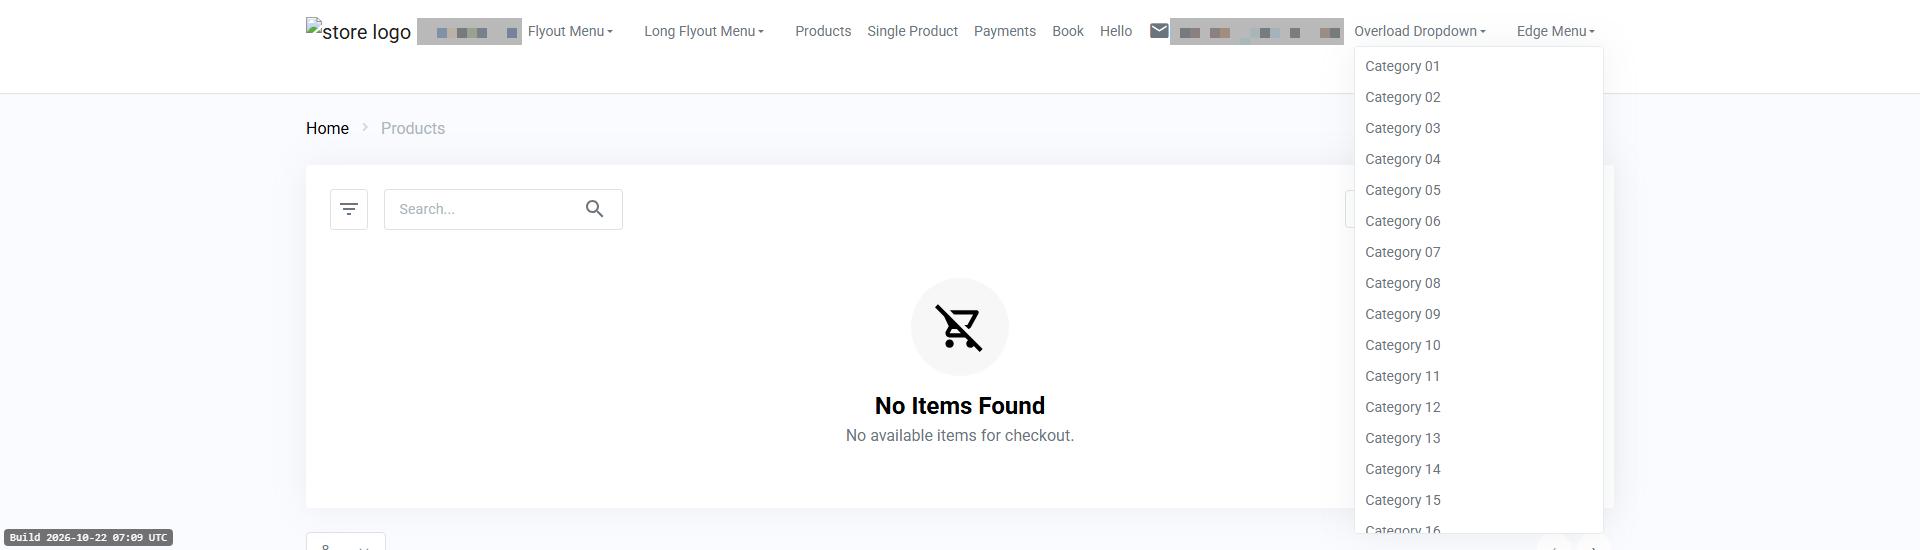 store logo Flyout Menu Long Flyout Menu Products Single Product Payments Book Hello Overload Dropdown Edge Menu
Category 01
Category 02
Category 03
Category 04
Category 05
Category 06
Category 07
Category 08
Category 09
Category 10
Category 11
Category 12
Category 13
Category 14
Category 15
Category 16
Home Products
Search...
No Items Found
No available items for checkout.
Build 2026-10-22 07:09 UTC